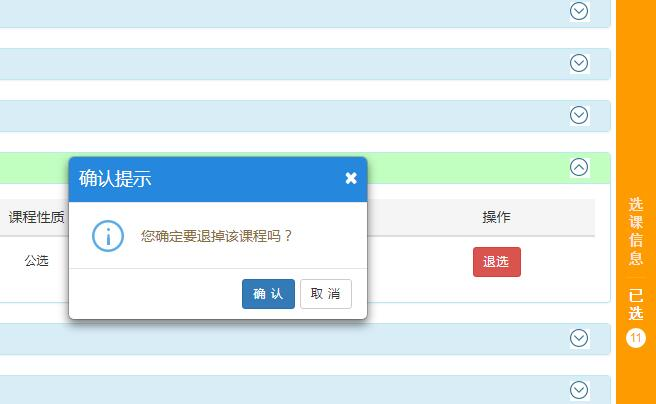 确认提示
课程性质
操作
您确定要退掉该课程吗？
公选
退选
确 认
取 消
选课信息
已选
11